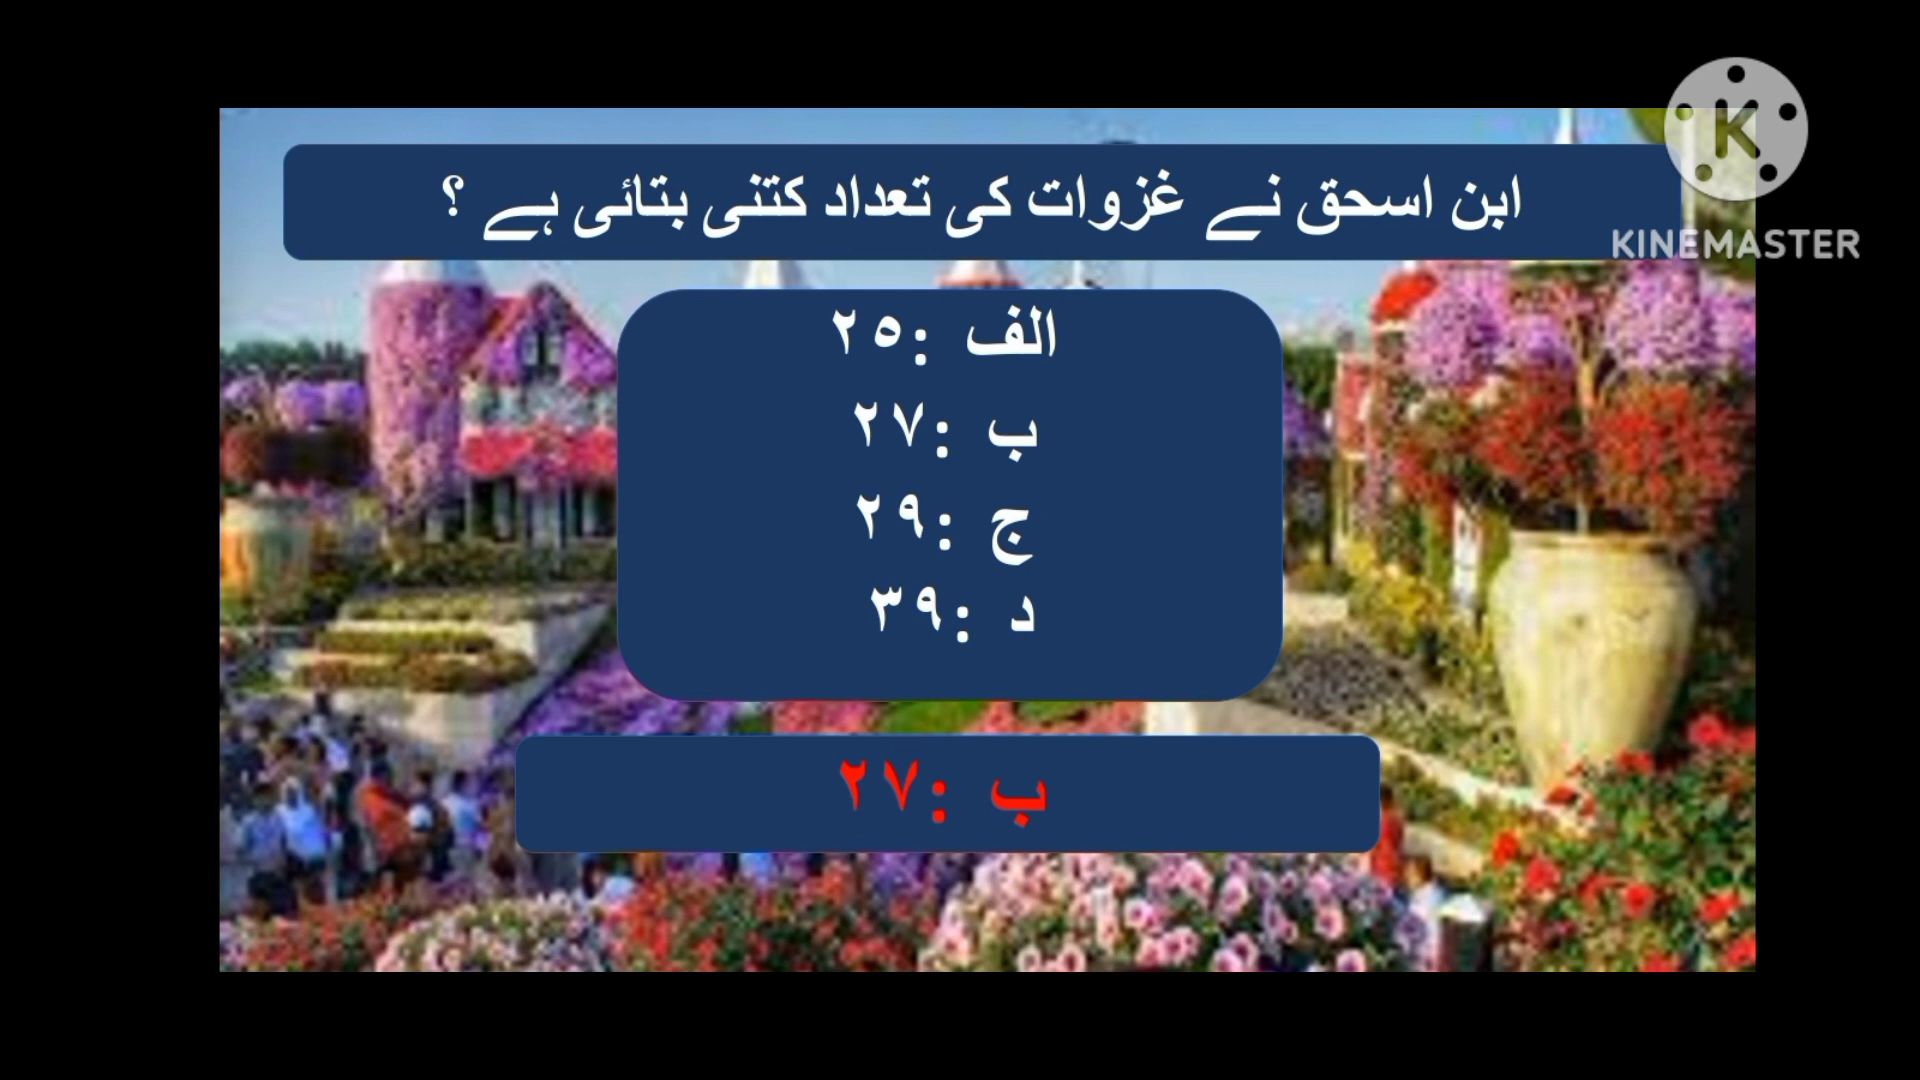 ابن اسحق نے غزوات کی تعداد کتنی بتائی ہے ؟
الف :۲۵
ب :۲۷
ج :۲۹
د :۳۹
ب :۲۷
K
KINEMASTER